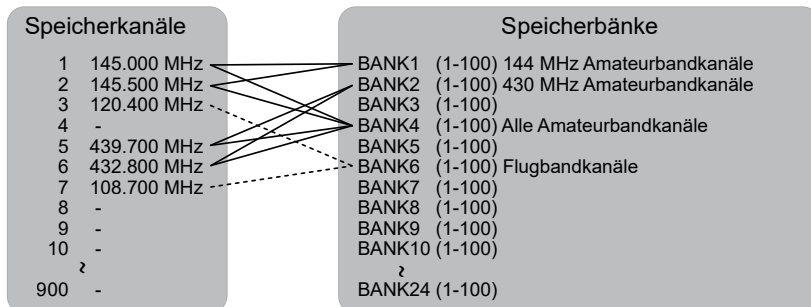 Speicherkanäle
1 145.000 MHz
2 145.500 MHz
3 120.400 MHz
4 -
5 439.700 MHz
6 432.800 MHz
7 108.700 MHz
8 -
9 -
10 -
~
900 -
Speicherbänke
BANK1 (1-100) 144 MHz Amateurbandkanäle
BANK2 (1-100) 430 MHz Amateurbandkanäle
BANK3 (1-100)
BANK4 (1-100) Alle Amateurbandkanäle
BANK5 (1-100)
BANK6 (1-100) Flugbandkanäle
BANK7 (1-100)
BANK8 (1-100)
BANK9 (1-100)
BANK10 (1-100)
~
BANK24 (1-100)